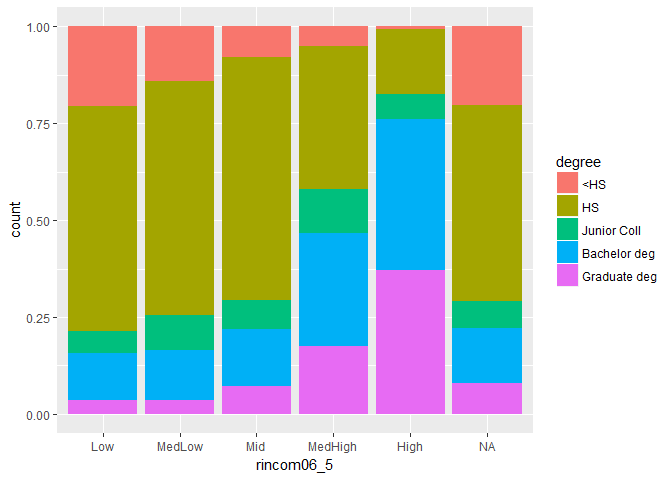 1.00
0.75
0.50
0.25
0.00
count
Low MedLow Mid MedHigh High NA
rincom06_5
degree
<HS
HS
Junior Coll
Bachelor deg
Graduate deg